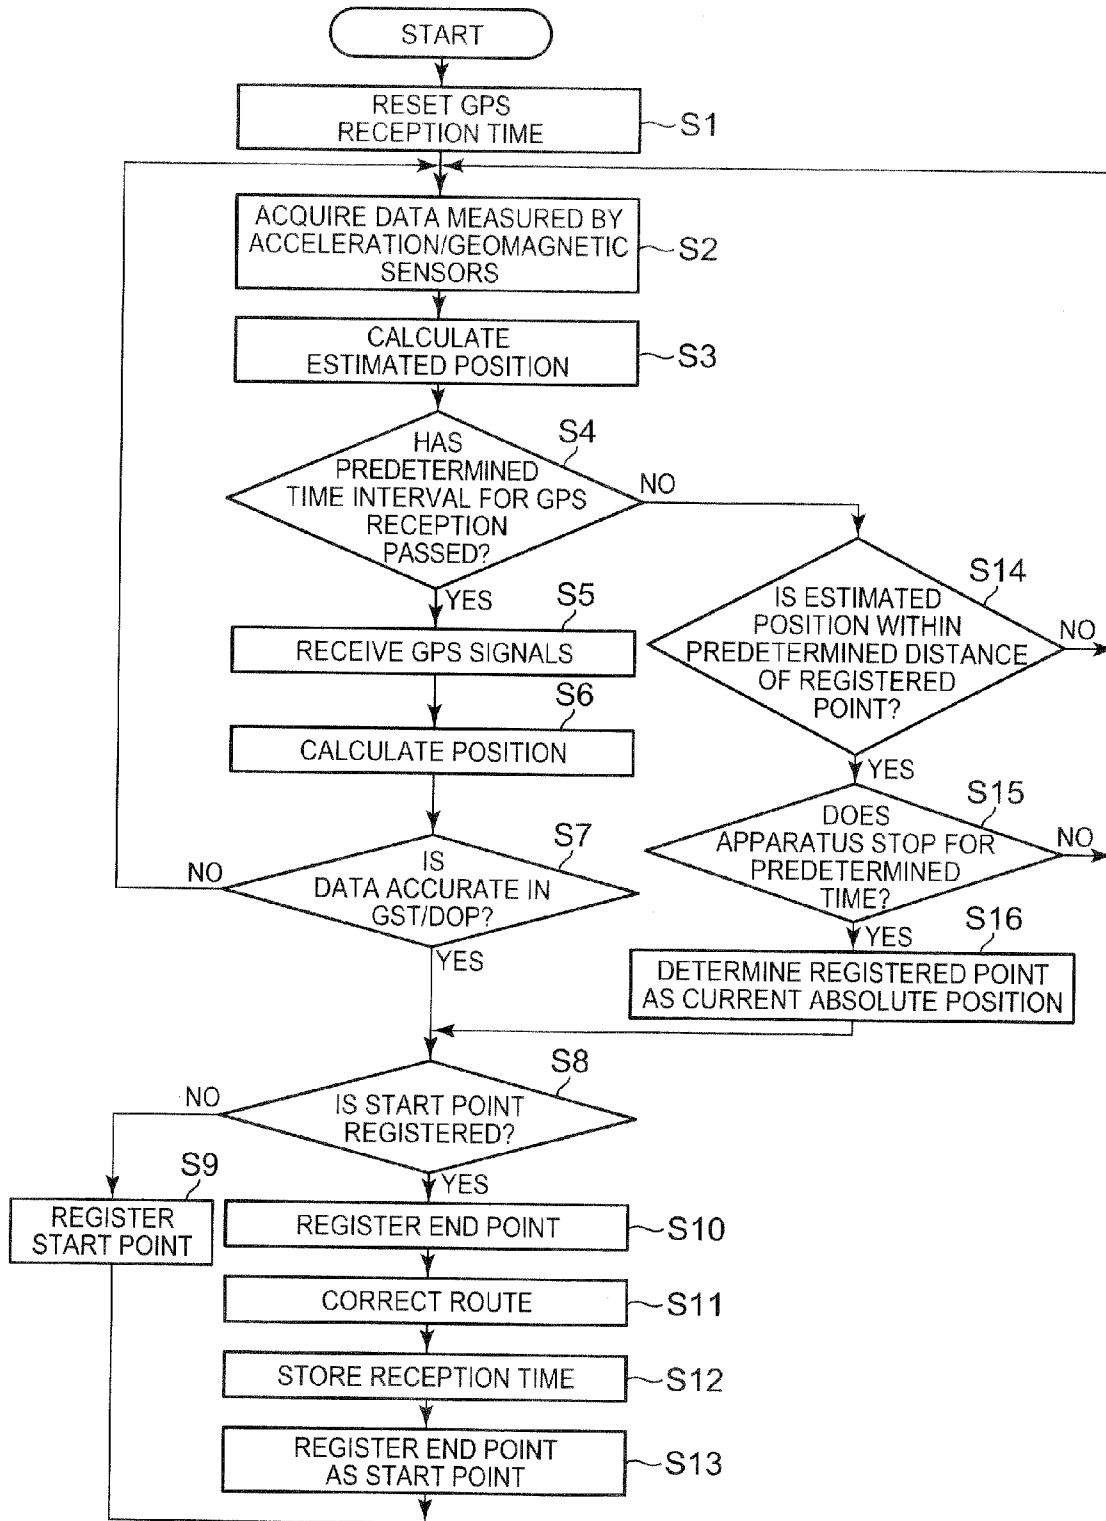 START
RESET GPS
RECEPTION TIME
S1
ACQUIRE DATA MEASURED BY
ACCELERATION/GEOMAGNETIC
SENSORS
S2
CALCULATE
ESTIMATED POSITION
S3
HAS
PREDETERMINED
TIME INTERVAL FOR GPS
RECEPTION
PASSED?
S4
NO
YES
S5
RECEIVE GPS SIGNALS
S6
CALCULATE POSITION
S7
IS
DATA ACCURATE IN
GST/DOP?
NO
YES
S14
IS ESTIMATED
POSITION WITHIN
PREDETERMINED DISTANCE
OF REGISTERED
POINT?
NO
YES
S15
DOES
APPARATUS STOP FOR
PREDETERMINED
TIME?
NO
YES
S16
DETERMINE REGISTERED POINT
AS CURRENT ABSOLUTE POSITION
S8
IS START POINT
REGISTERED?
NO
YES
S9
REGISTER
START POINT
REGISTER END POINT
S10
CORRECT ROUTE
S11
STORE RECEPTION TIME
S12
REGISTER END POINT
AS START POINT
S13